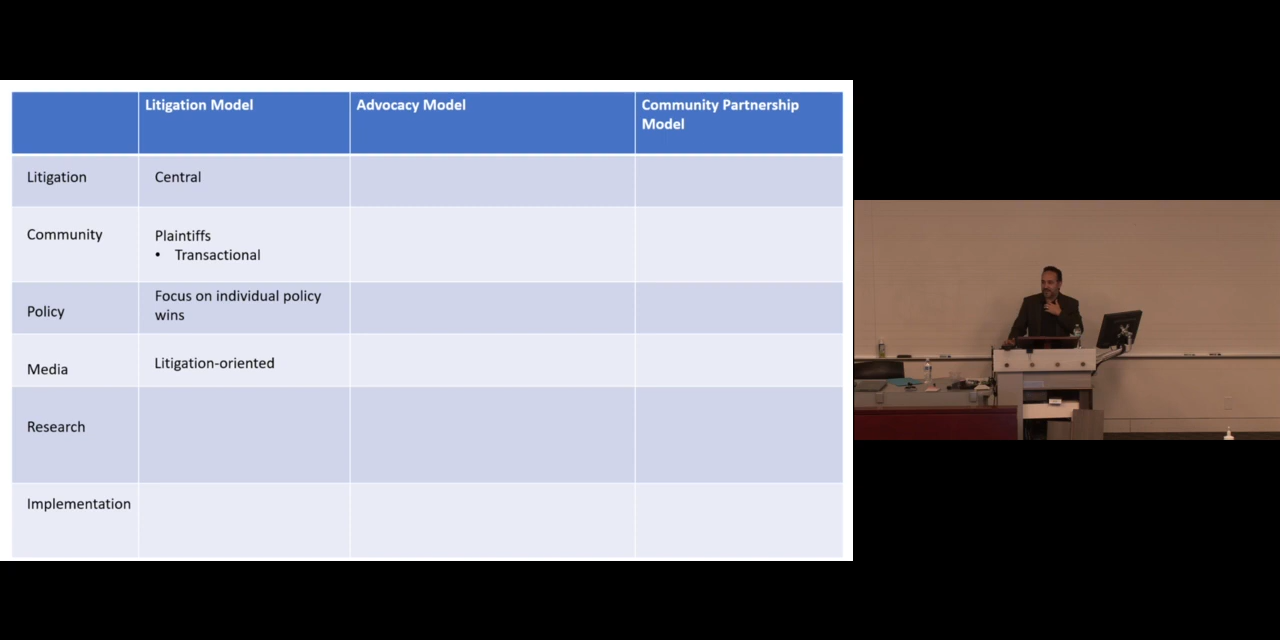 Litigation Model
Advocacy Model
Community Partnership
Model
Litigation
Central
Community
Plaintiffs
• Transactional
Policy
Focus on individual policy
wins
Media
Litigation-oriented
Research
Implementation